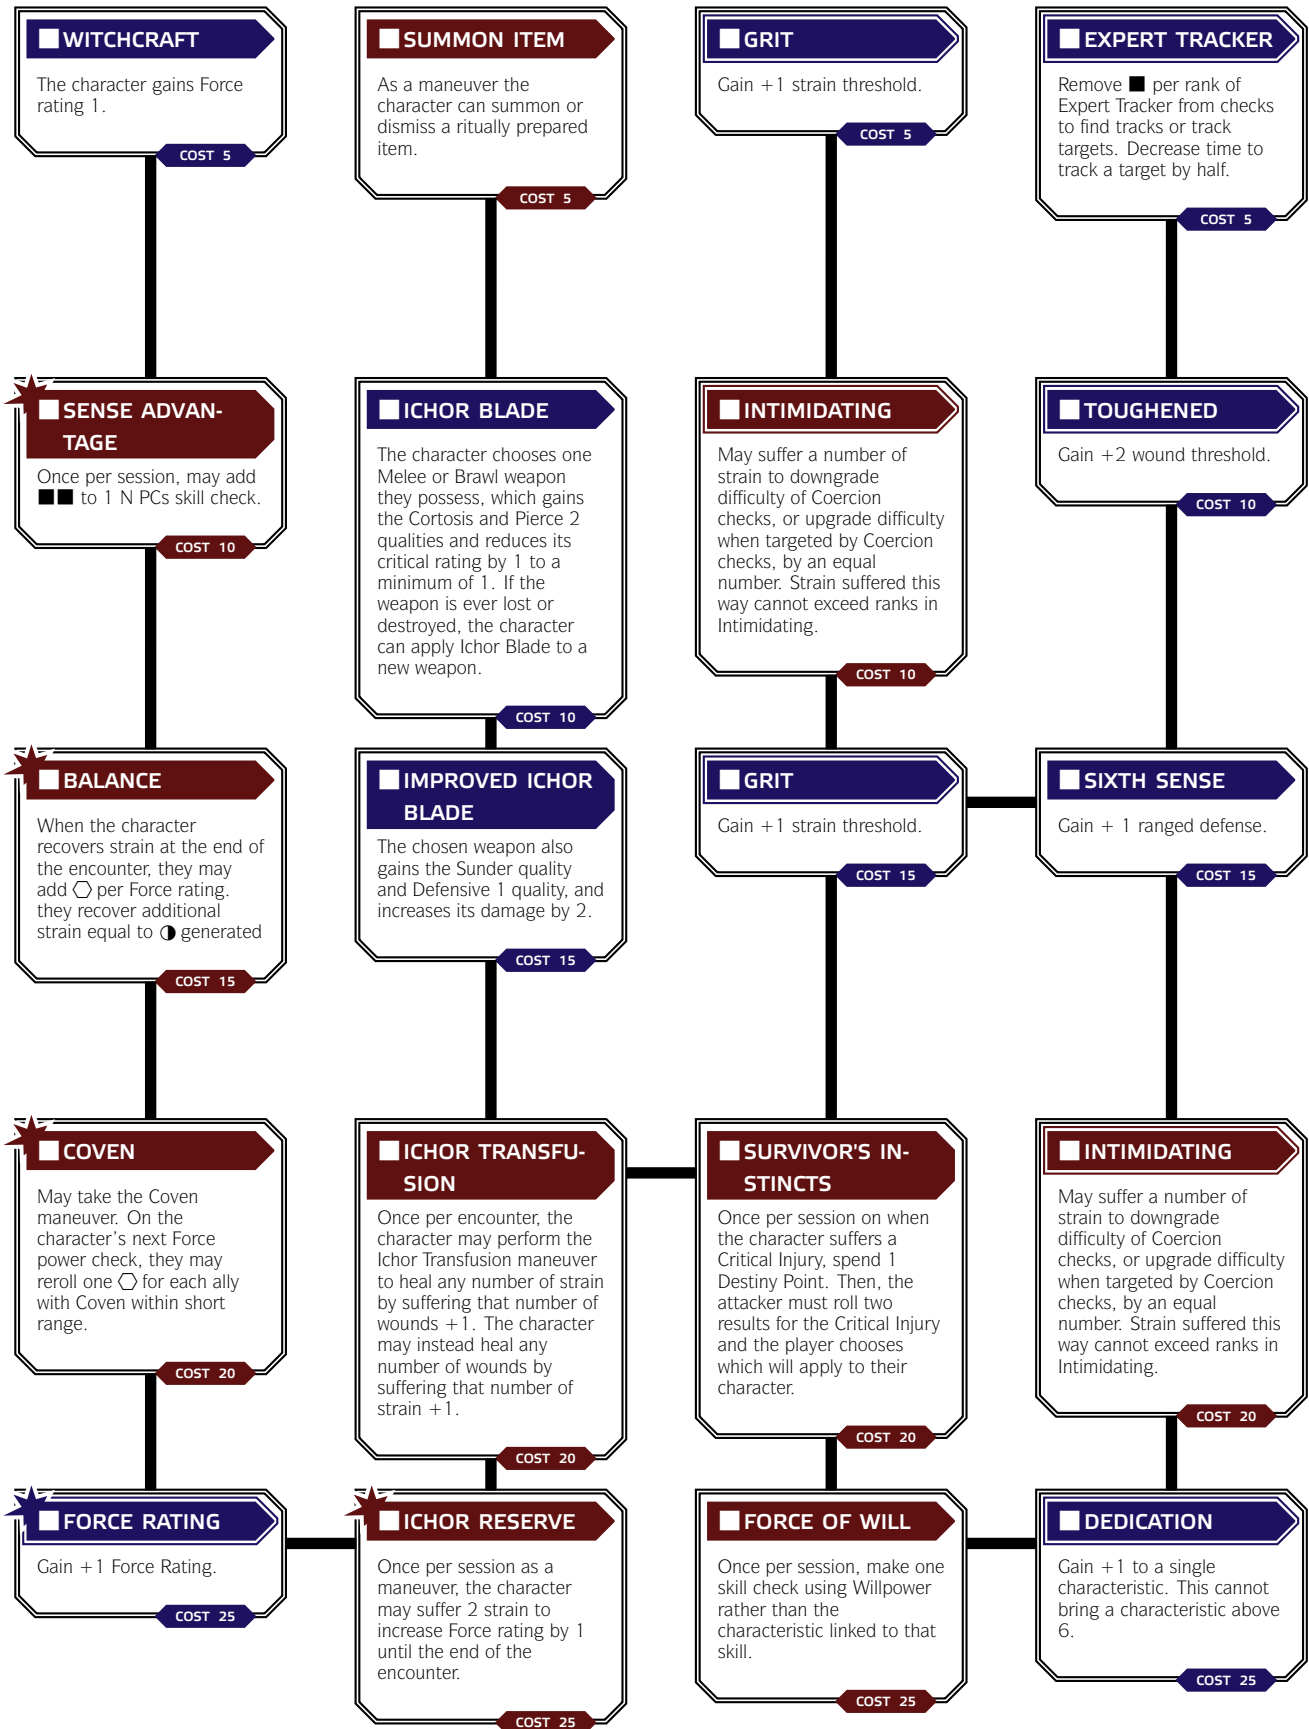 WITCHCRAFT
The character gains Force
rating 1.
COST 5
SUMMON ITEM
As a maneuver the
character can summon or
dismiss a ritually prepared
item.
COST 5
GRIT
Gain +1 strain threshold.
COST 5
EXPERT TRACKER
Remove ■ per rank of
Expert Tracker from checks
to find tracks or track
targets. Decrease time to
track a target by half.
COST 5
SENSE ADVAN-
TAGE
Once per session, may add
■■ to 1 N PCs skill check.
COST 10
ICHOR BLADE
The character chooses one
Melee or Brawl weapon
they possess, which gains
the Cortosis and Pierce 2
qualities and reduces its
critical rating by 1 to a
minimum of 1. If the
weapon is ever lost or
destroyed, the character
can apply Ichor Blade to a
new weapon.
COST 10
INTIMIDATING
May suffer a number of
strain to downgrade
difficulty of Coercion
checks, or upgrade difficulty
when targeted by Coercion
checks, by an equal
number. Strain suffered this
way cannot exceed ranks in
Intimidating.
COST 10
TOUGHENED
Gain +2 wound threshold.
COST 10
BALANCE
When the character
recovers strain at the end of
the encounter, they may
add ⬡ per Force rating.
they recover additional
strain equal to ◑ generated
COST 15
IMPROVED ICHOR
BLADE
The chosen weapon also
gains the Sunder quality
and Defensive 1 quality, and
increases its damage by 2.
COST 15
GRIT
Gain +1 strain threshold.
COST 15
SIXTH SENSE
Gain + 1 ranged defense.
COST 15
COVEN
May take the Coven
maneuver. On the
character's next Force
power check, they may
reroll one ⬡ for each ally
with Coven within short
range.
COST 20
ICHOR TRANSFU-
SION
Once per encounter, the
character may perform the
Ichor Transfusion maneuver
to heal any number of strain
by suffering that number of
wounds +1. The character
may instead heal any
number of wounds by
suffering that number of
strain +1.
COST 20
SURVIVOR'S IN-
STINCTS
Once per session on when
the character suffers a
Critical Injury, spend 1
Destiny Point. Then, the
attacker must roll two
results for the Critical Injury
and the player chooses
which will apply to their
character.
COST 20
INTIMIDATING
May suffer a number of
strain to downgrade
difficulty of Coercion
checks, or upgrade difficulty
when targeted by Coercion
checks, by an equal
number. Strain suffered this
way cannot exceed ranks in
Intimidating.
COST 20
FORCE RATING
Gain +1 Force Rating.
COST 25
ICHOR RESERVE
Once per session as a
maneuver, the character
may suffer 2 strain to
increase Force rating by 1
until the end of the
encounter.
COST 25
FORCE OF WILL
Once per session, make one
skill check using Willpower
rather than the
characteristic linked to that
skill.
COST 25
DEDICATION
Gain +1 to a single
characteristic. This cannot
bring a characteristic above
6.
COST 25